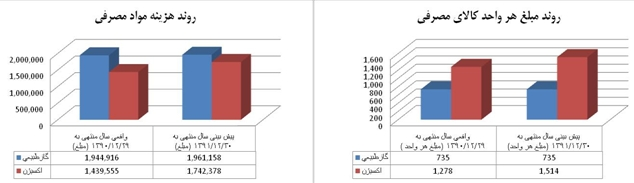 روند هزینه مواد مصرفی
2,000,000
1,500,000
1,000,000
500,000
0
واقعی سال منتهی به
۱۳۹۰/۱۲/۲۹ (مبلغ)
پیش بینی سال منتهی به
۱۳۹۱/۱۲/۳۰ (مبلغ)
گازطبیعی
1,944,916
1,961,158
اکسیژن
1,439,555
1,742,378
روند مبلغ هر واحد کالای مصرفی
1,600
1,400
1,200
1,000
800
600
400
200
0
واقعی سال منتهی به
۱۳۹۰/۱۲/۲۹ (مبلغ هر واحد )
پیش بینی سال منتهی به
۱۳۹۱/۱۲/۳۰ (مبلغ هر واحد )
گازطبیعی
735
735
اکسیژن
1,278
1,514